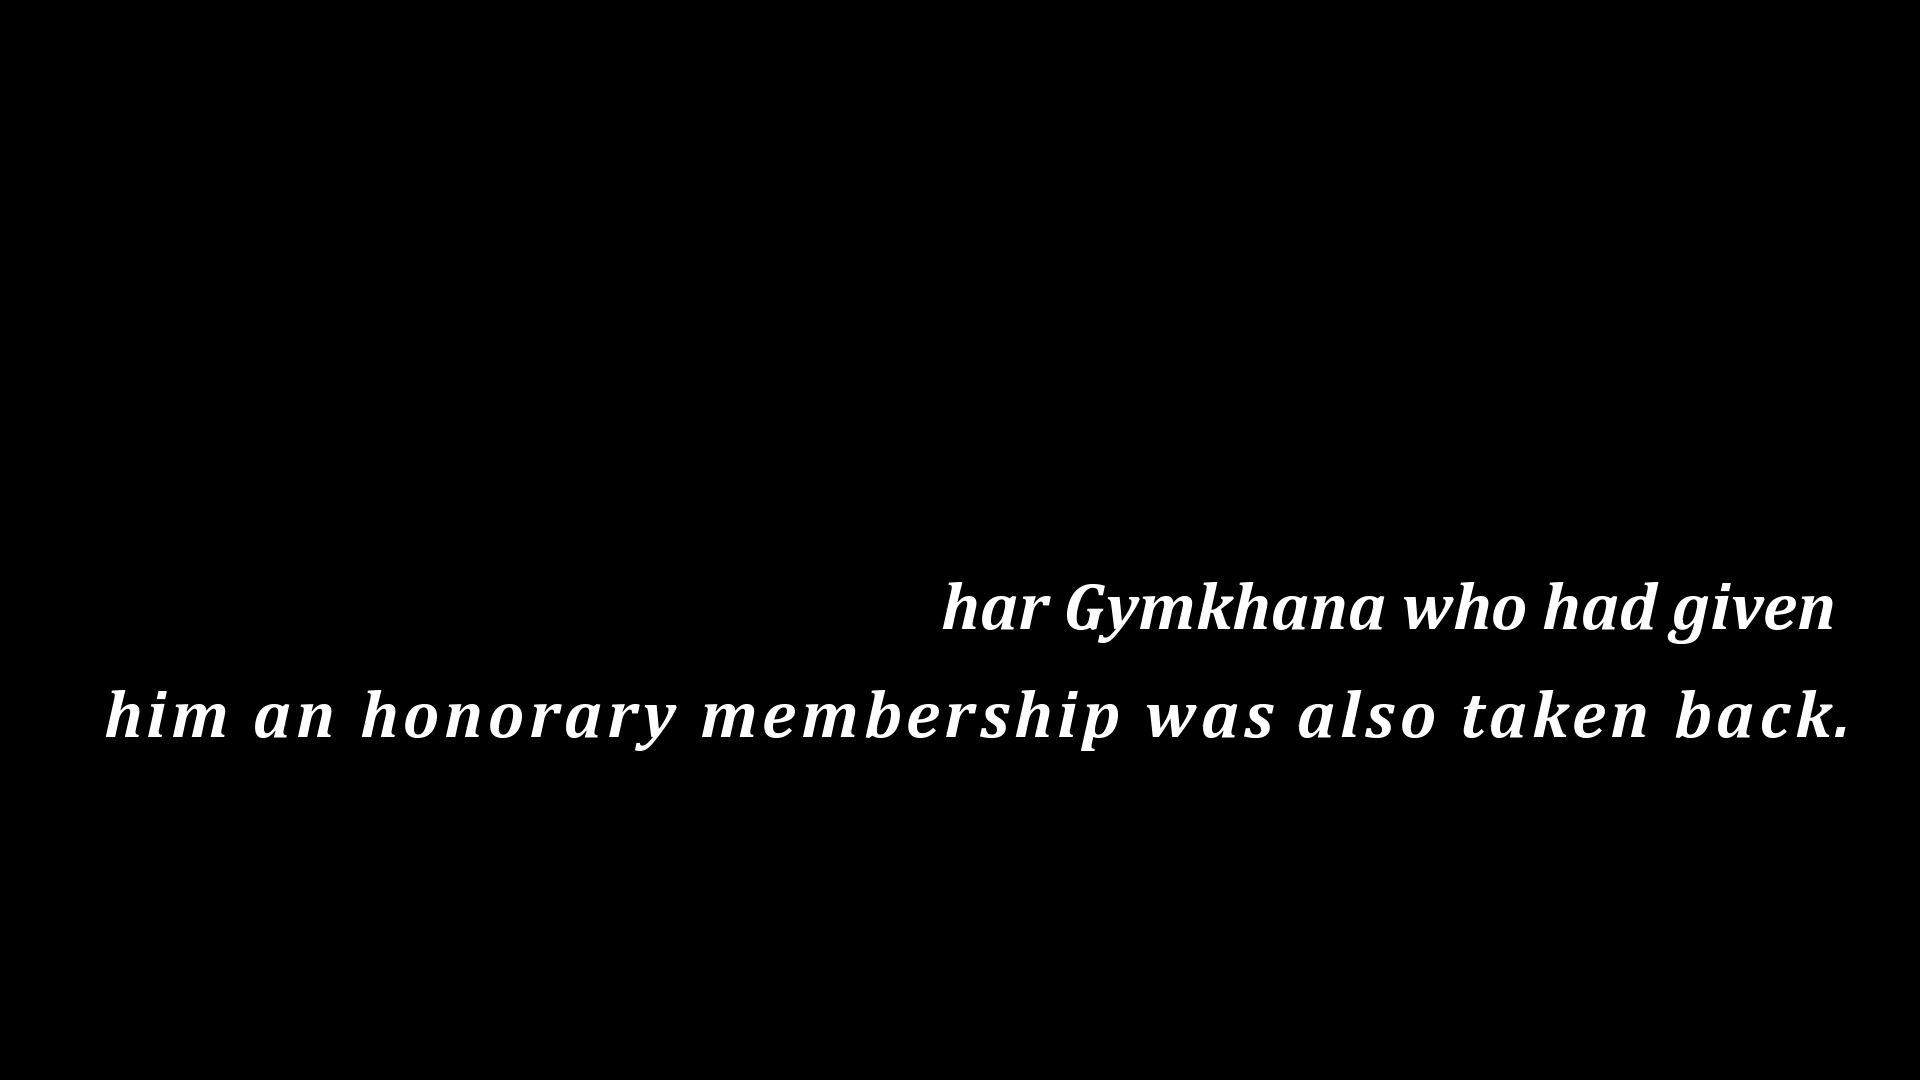 har Gymkhana who had given
him an honorary membership was also taken back.